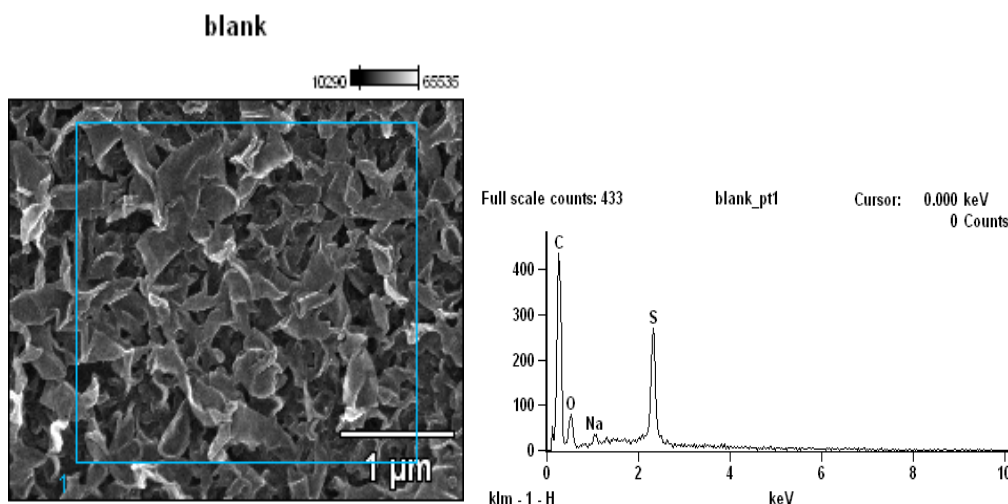 blank
10290 65535
1 µm
1
Full scale counts: 433 blank_pt1 Cursor: 0.000 keV
0 Counts
C
400
300
S
200
100
O
Na
0
0 2 4 6 8 10
klm - 1 - H keV